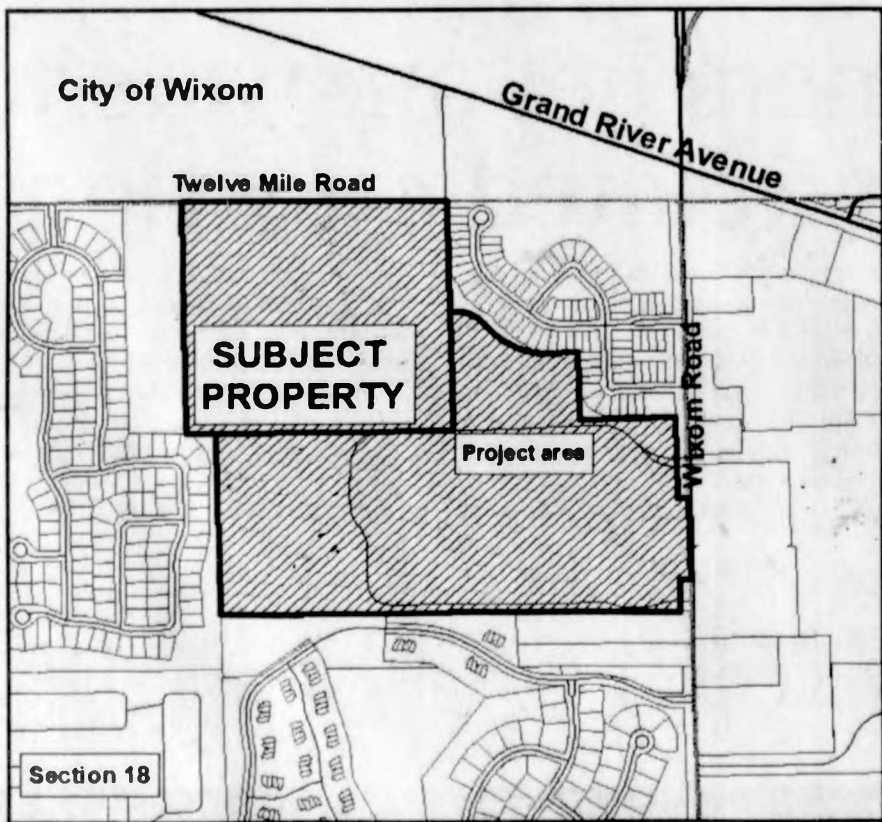 City of Wixom
Grand River Avenue
Twelve Mile Road
SUBJECT
PROPERTY
Wixom Road
Project area
Section 18